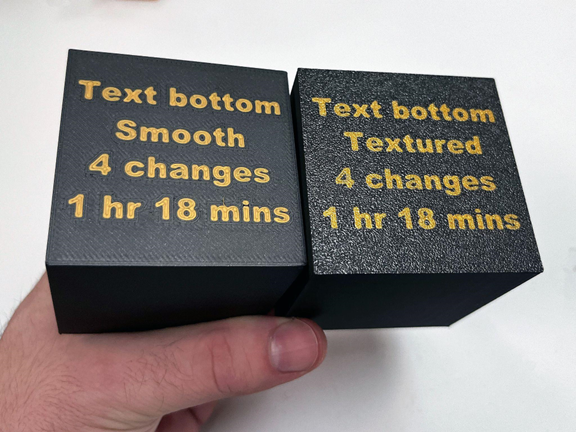 Text bottom
Smooth
4 changes
1 hr 18 mins
Text bottom
Textured
4 changes
1 hr 18 mins